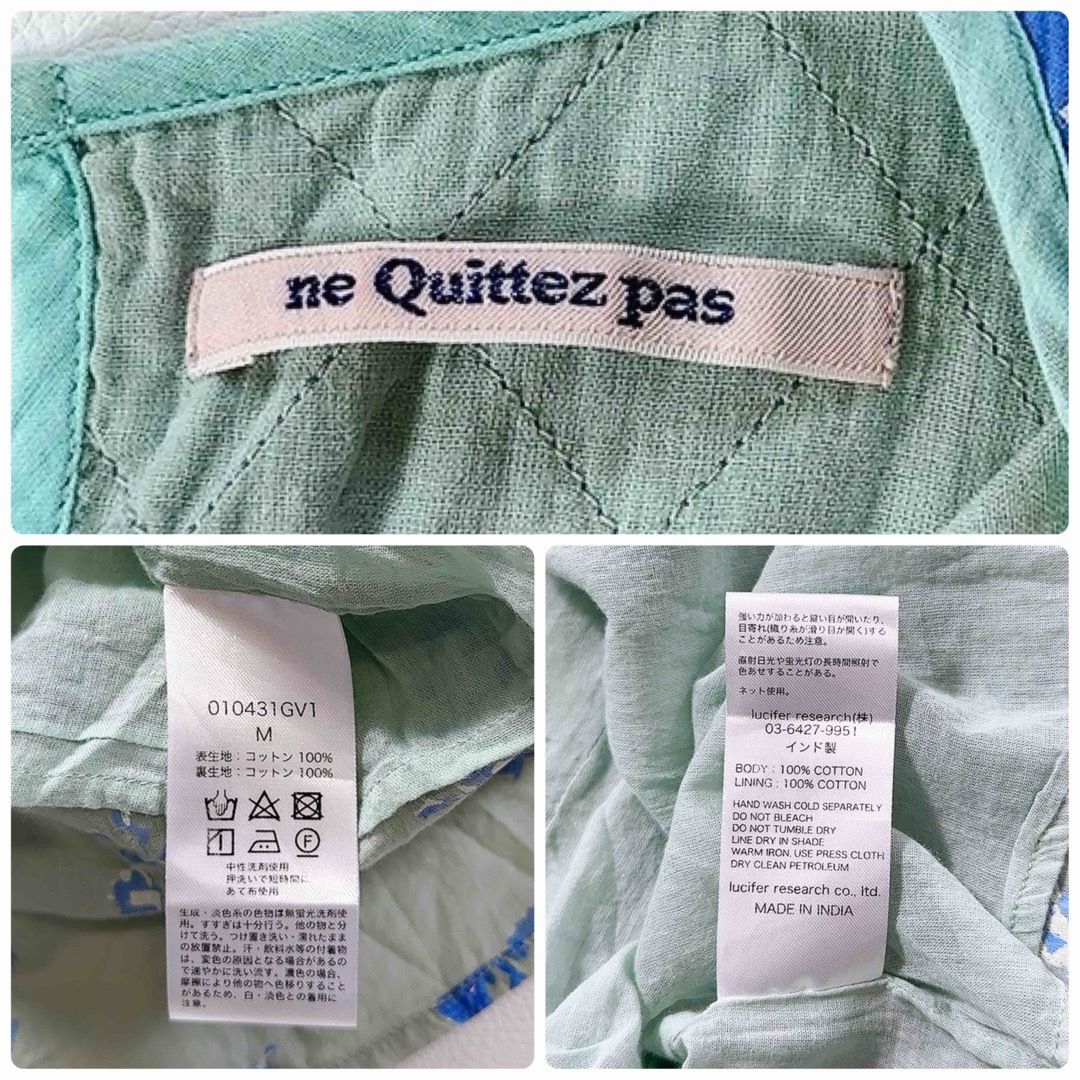 ne Quittez pas
010431GV1
M
表生地：コットン 100%
裏生地：コットン 100%
中性洗剤使用
押洗いで短時間に
あて布使用
生成・淡色系の色物は無蛍光洗剤使
用。すすぎは十分行う。他の物と分
けて洗う。つけ置き洗い・濡れたまま
の放置禁止。汗・飲料水等の付着物
は、変色の原因となる場合があるので
で速やかに洗い流す。濃色の場合、
摩擦により他の物へ色移りすることが
があるため、白・淡色との着用に
注意。
強い力が加わると縫い目が開いたり、
目寄れ(織り糸が滑り目が開く)する
ことがあるため注意。
直射日光や蛍光灯の長時間照射で
色あせすることがある。
ネット使用。
lucifer research(株)
03-6427-9951
インド製
BODY : 100% COTTON
LINING : 100% COTTON
HAND WASH COLD SEPARATELY
DO NOT BLEACH
DO NOT TUMBLE DRY
LINE DRY IN SHADE
WARM IRON. USE PRESS CLOTH
DRY CLEAN PETROLEUM
lucifer research co., ltd.
MADE IN INDIA